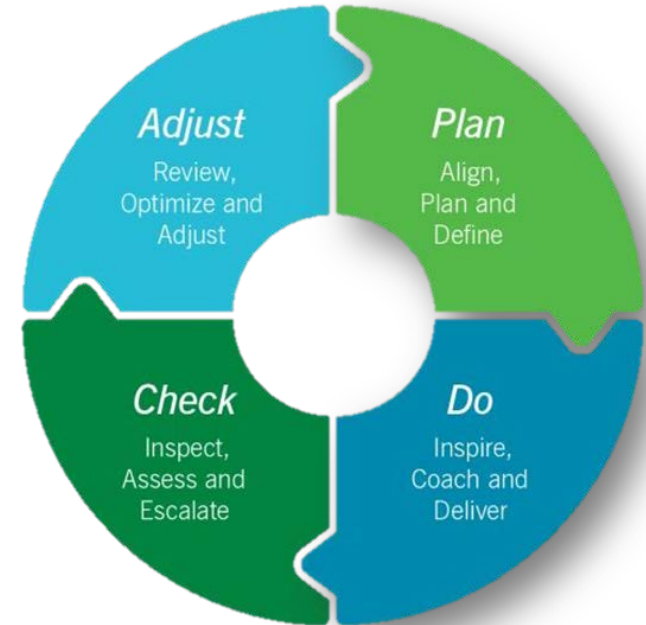 Adjust
Review,
Optimize and
Adjust
Plan
Align,
Plan and
Define
Check
Inspect,
Assess and
Escalate
Do
Inspire,
Coach and
Deliver